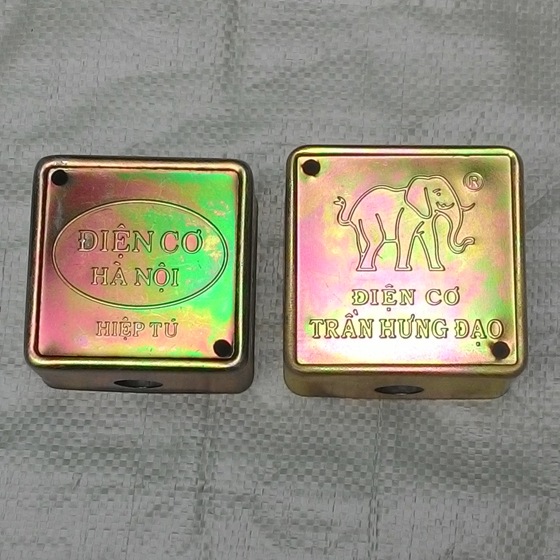 ĐIỆN CƠ
HÀ NỘI
HIỆP TÚ
®
ĐIỆN CƠ
TRẦN HƯNG ĐẠO